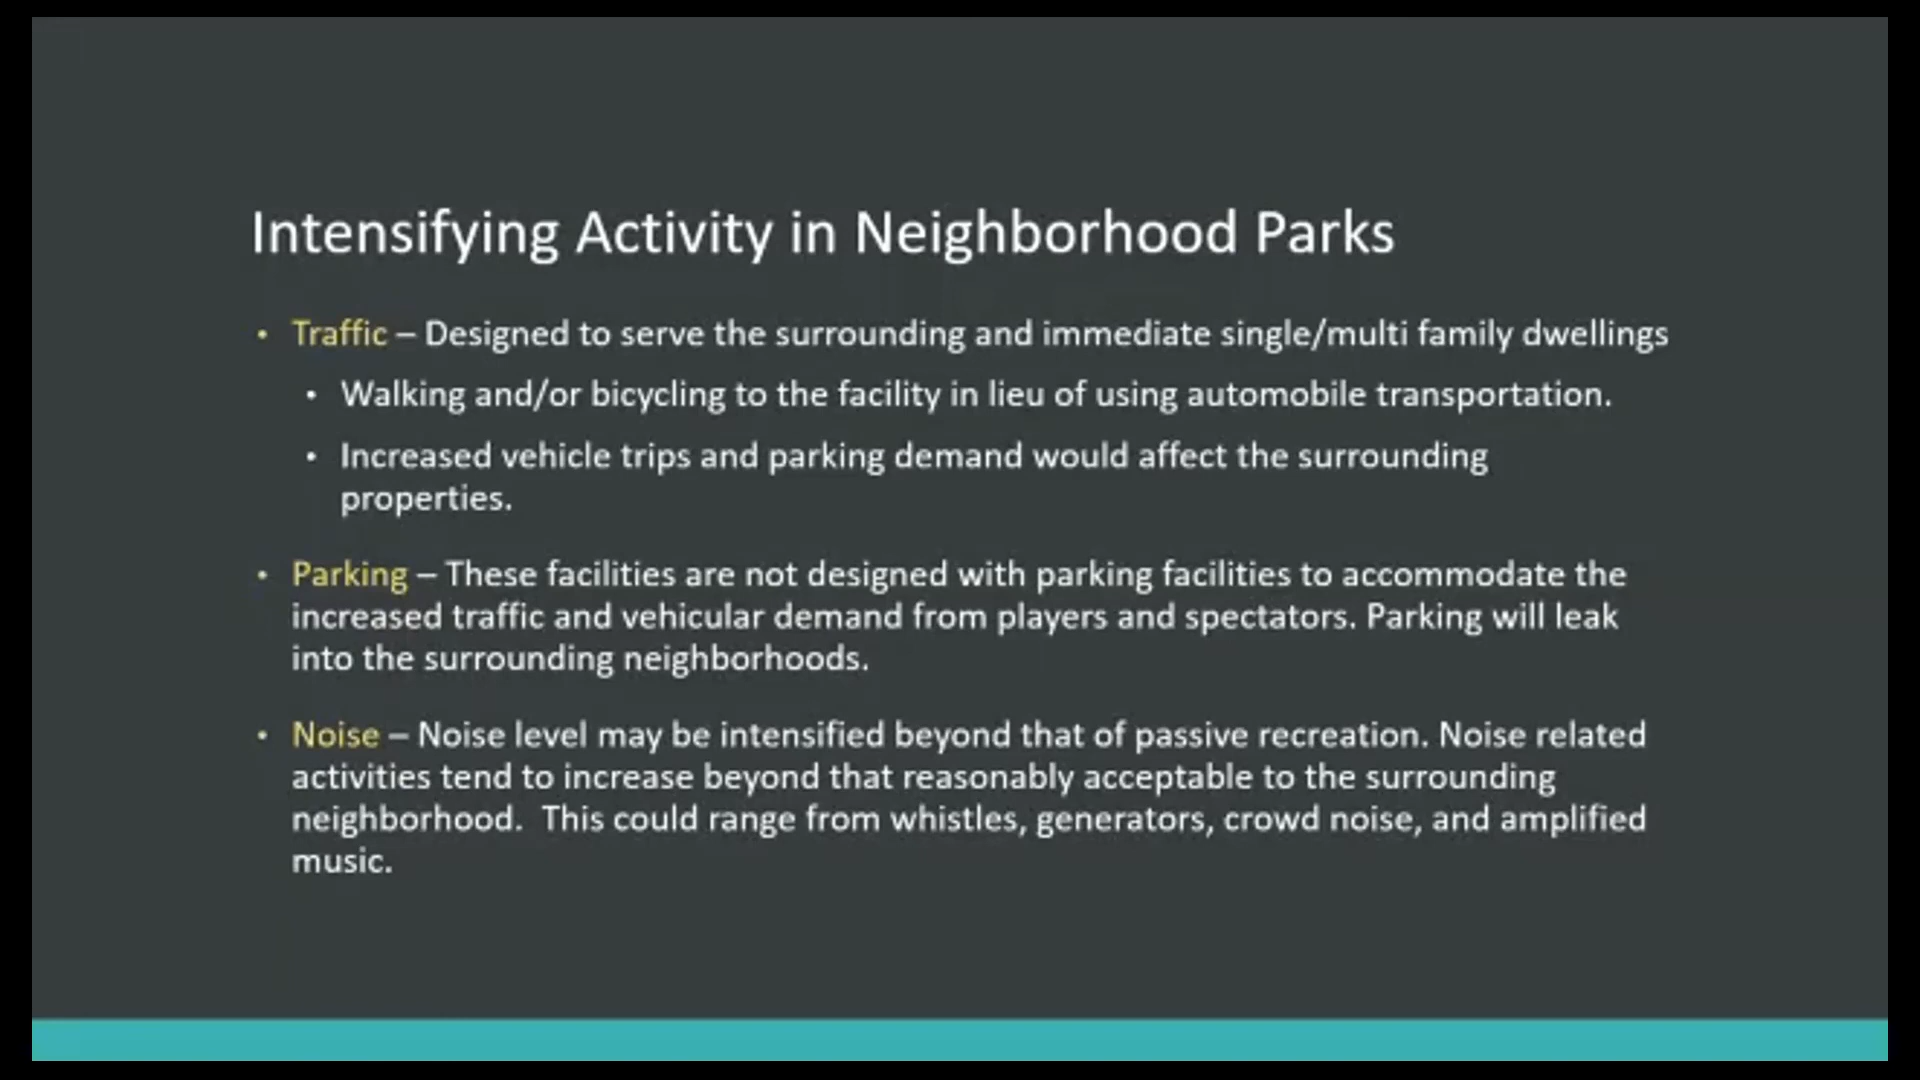 Intensifying Activity in Neighborhood Parks
• Traffic – Designed to serve the surrounding and immediate single/multi family dwellings
• Walking and/or bicycling to the facility in lieu of using automobile transportation.
• Increased vehicle trips and parking demand would affect the surrounding
properties.
• Parking – These facilities are not designed with parking facilities to accommodate the
increased traffic and vehicular demand from players and spectators. Parking will leak
into the surrounding neighborhoods.
• Noise – Noise level may be intensified beyond that of passive recreation. Noise related
activities tend to increase beyond that reasonably acceptable to the surrounding
neighborhood.  This could range from whistles, generators, crowd noise, and amplified
music.